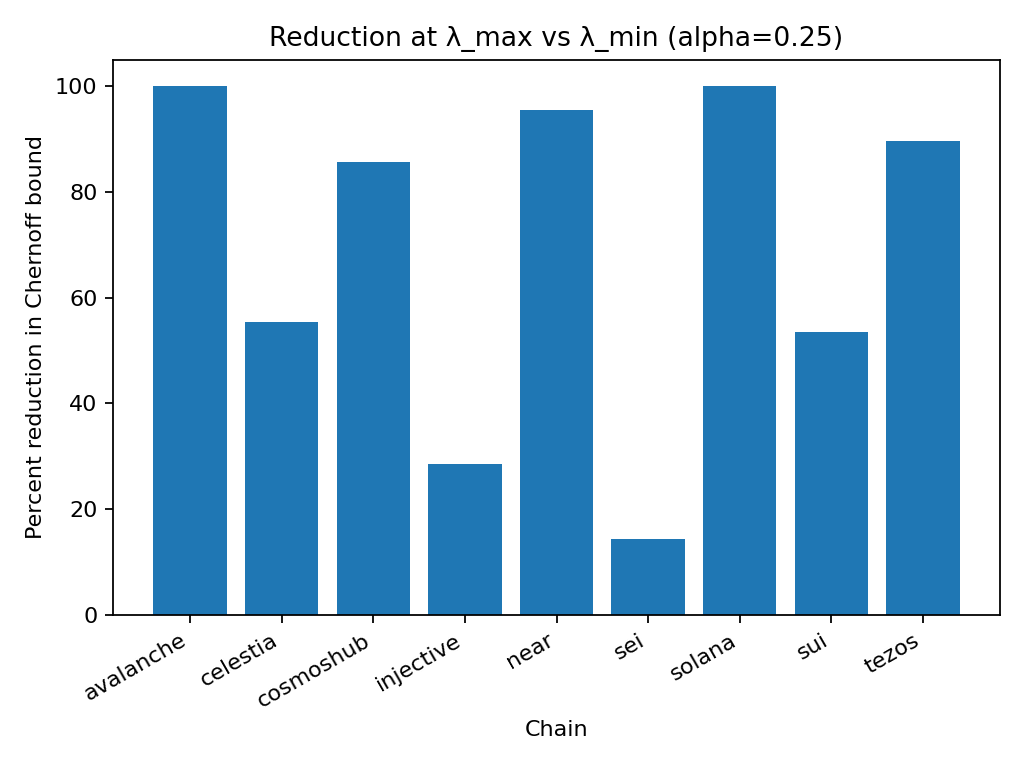 Reduction at λ_max vs λ_min (alpha=0.25)
Percent reduction in Chernoff bound
100
80
60
40
20
0
avalanche
celestia
cosmoshub
injective
near
sei
solana
sui
tezos
Chain